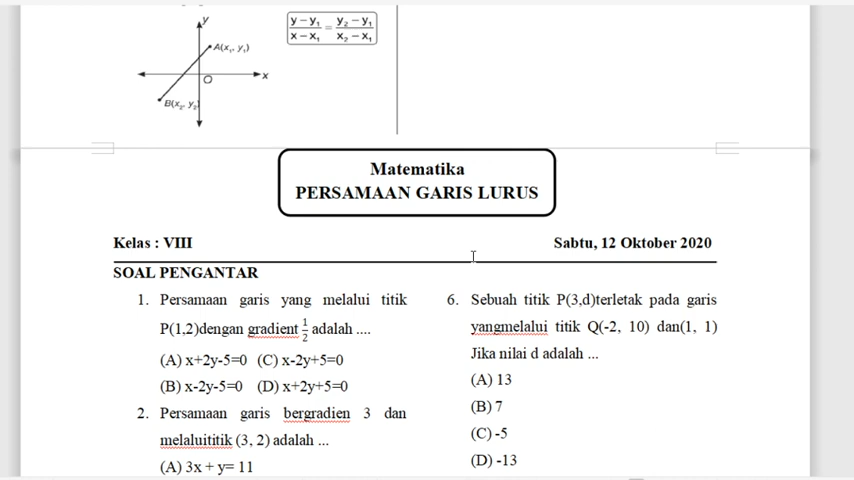 y
A(x₁, y₁)
O
x
B(x₂, y₂)
y – y₁ / x – x₁ = y₂ – y₁ / x₂ – x₁
Matematika
PERSAMAAN GARIS LURUS
Kelas : VIII
Sabtu, 12 Oktober 2020
SOAL PENGANTAR
1. Persamaan garis yang melalui titik
P(1,2)dengan gradient 1/2 adalah ....
(A) x+2y-5=0 (C) x-2y+5=0
(B) x-2y-5=0 (D) x+2y+5=0
2. Persamaan garis bergradien 3 dan
melaluititik (3, 2) adalah ...
(A) 3x + y= 11
6. Sebuah titik P(3,d)terletak pada garis
yangmelalui titik Q(-2, 10) dan(1, 1)
Jika nilai d adalah ...
(A) 13
(B) 7
(C) -5
(D) -13